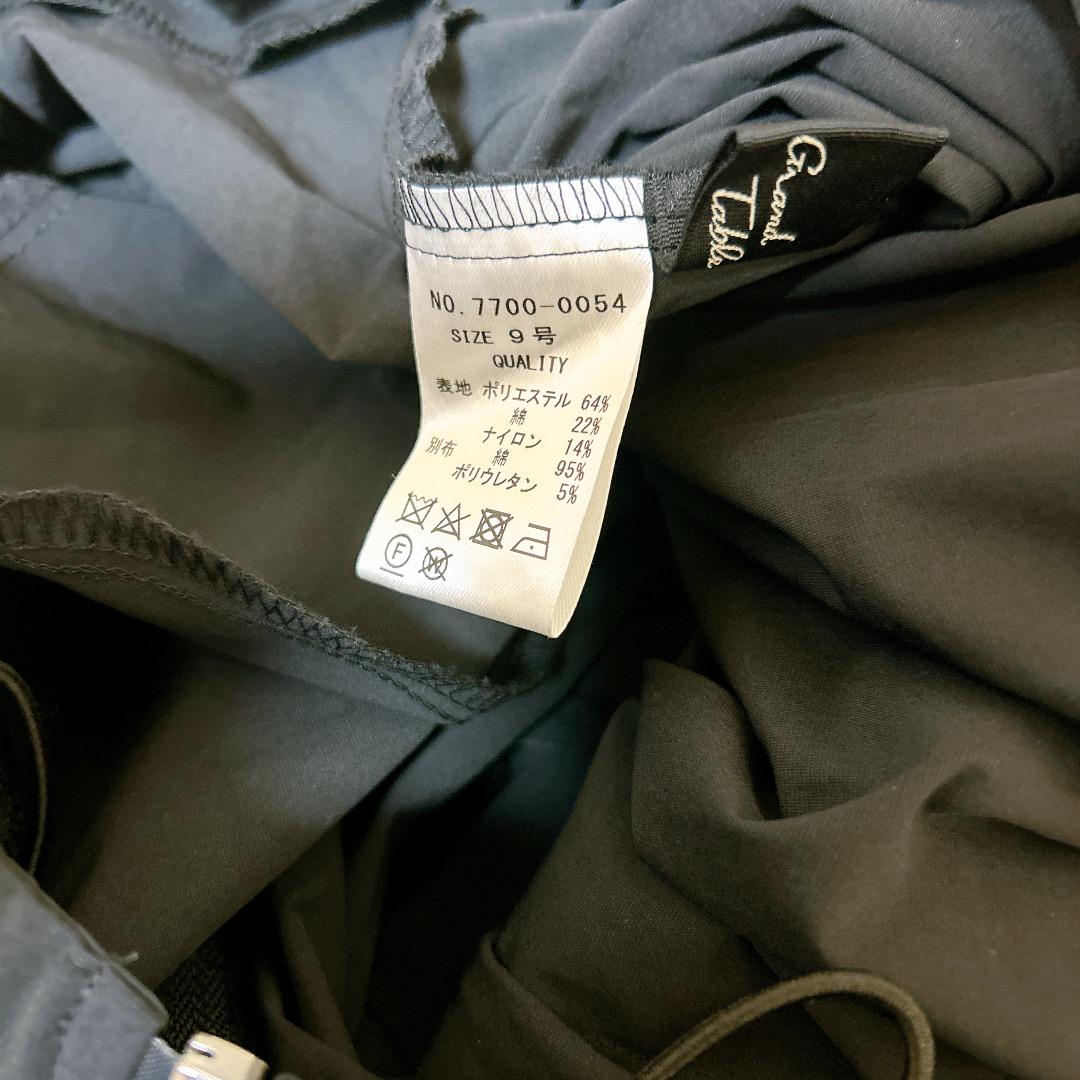 Grand
Table
NO. 7700-0054
SIZE 9号
QUALITY
表地 ポリエステル 64%
綿 22%
ナイロン 14%
別布 綿 95%
ポリウレタン 5%
F
W